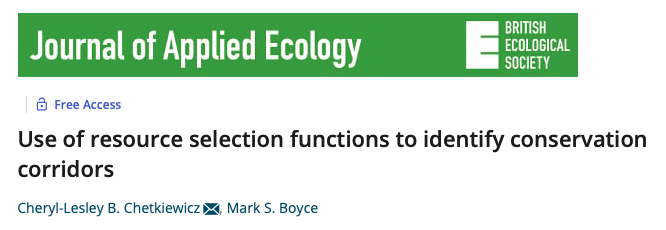 Journal of Applied Ecology
BRITISH
ECOLOGICAL
SOCIETY
Free Access
Use of resource selection functions to identify conservation
corridors
Cheryl-Lesley B. Chetkiewicz, Mark S. Boyce